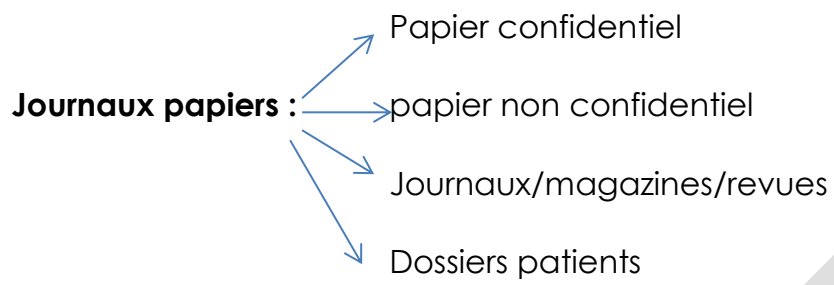 Papier confidentiel
Journaux papiers : papier non confidentiel
Journaux/magazines/revues
Dossiers patients